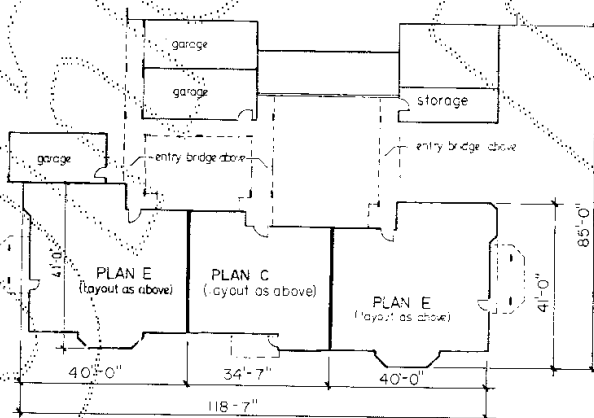 garage
garage
storage
garage
entry bridge above
entry bridge above
85'-0"
41'-0"
PLAN E
(layout as above)
PLAN C
(layout as above)
PLAN E
(layout as above)
41'-0"
40'-0"
34'-7"
40'-0"
118'-7"